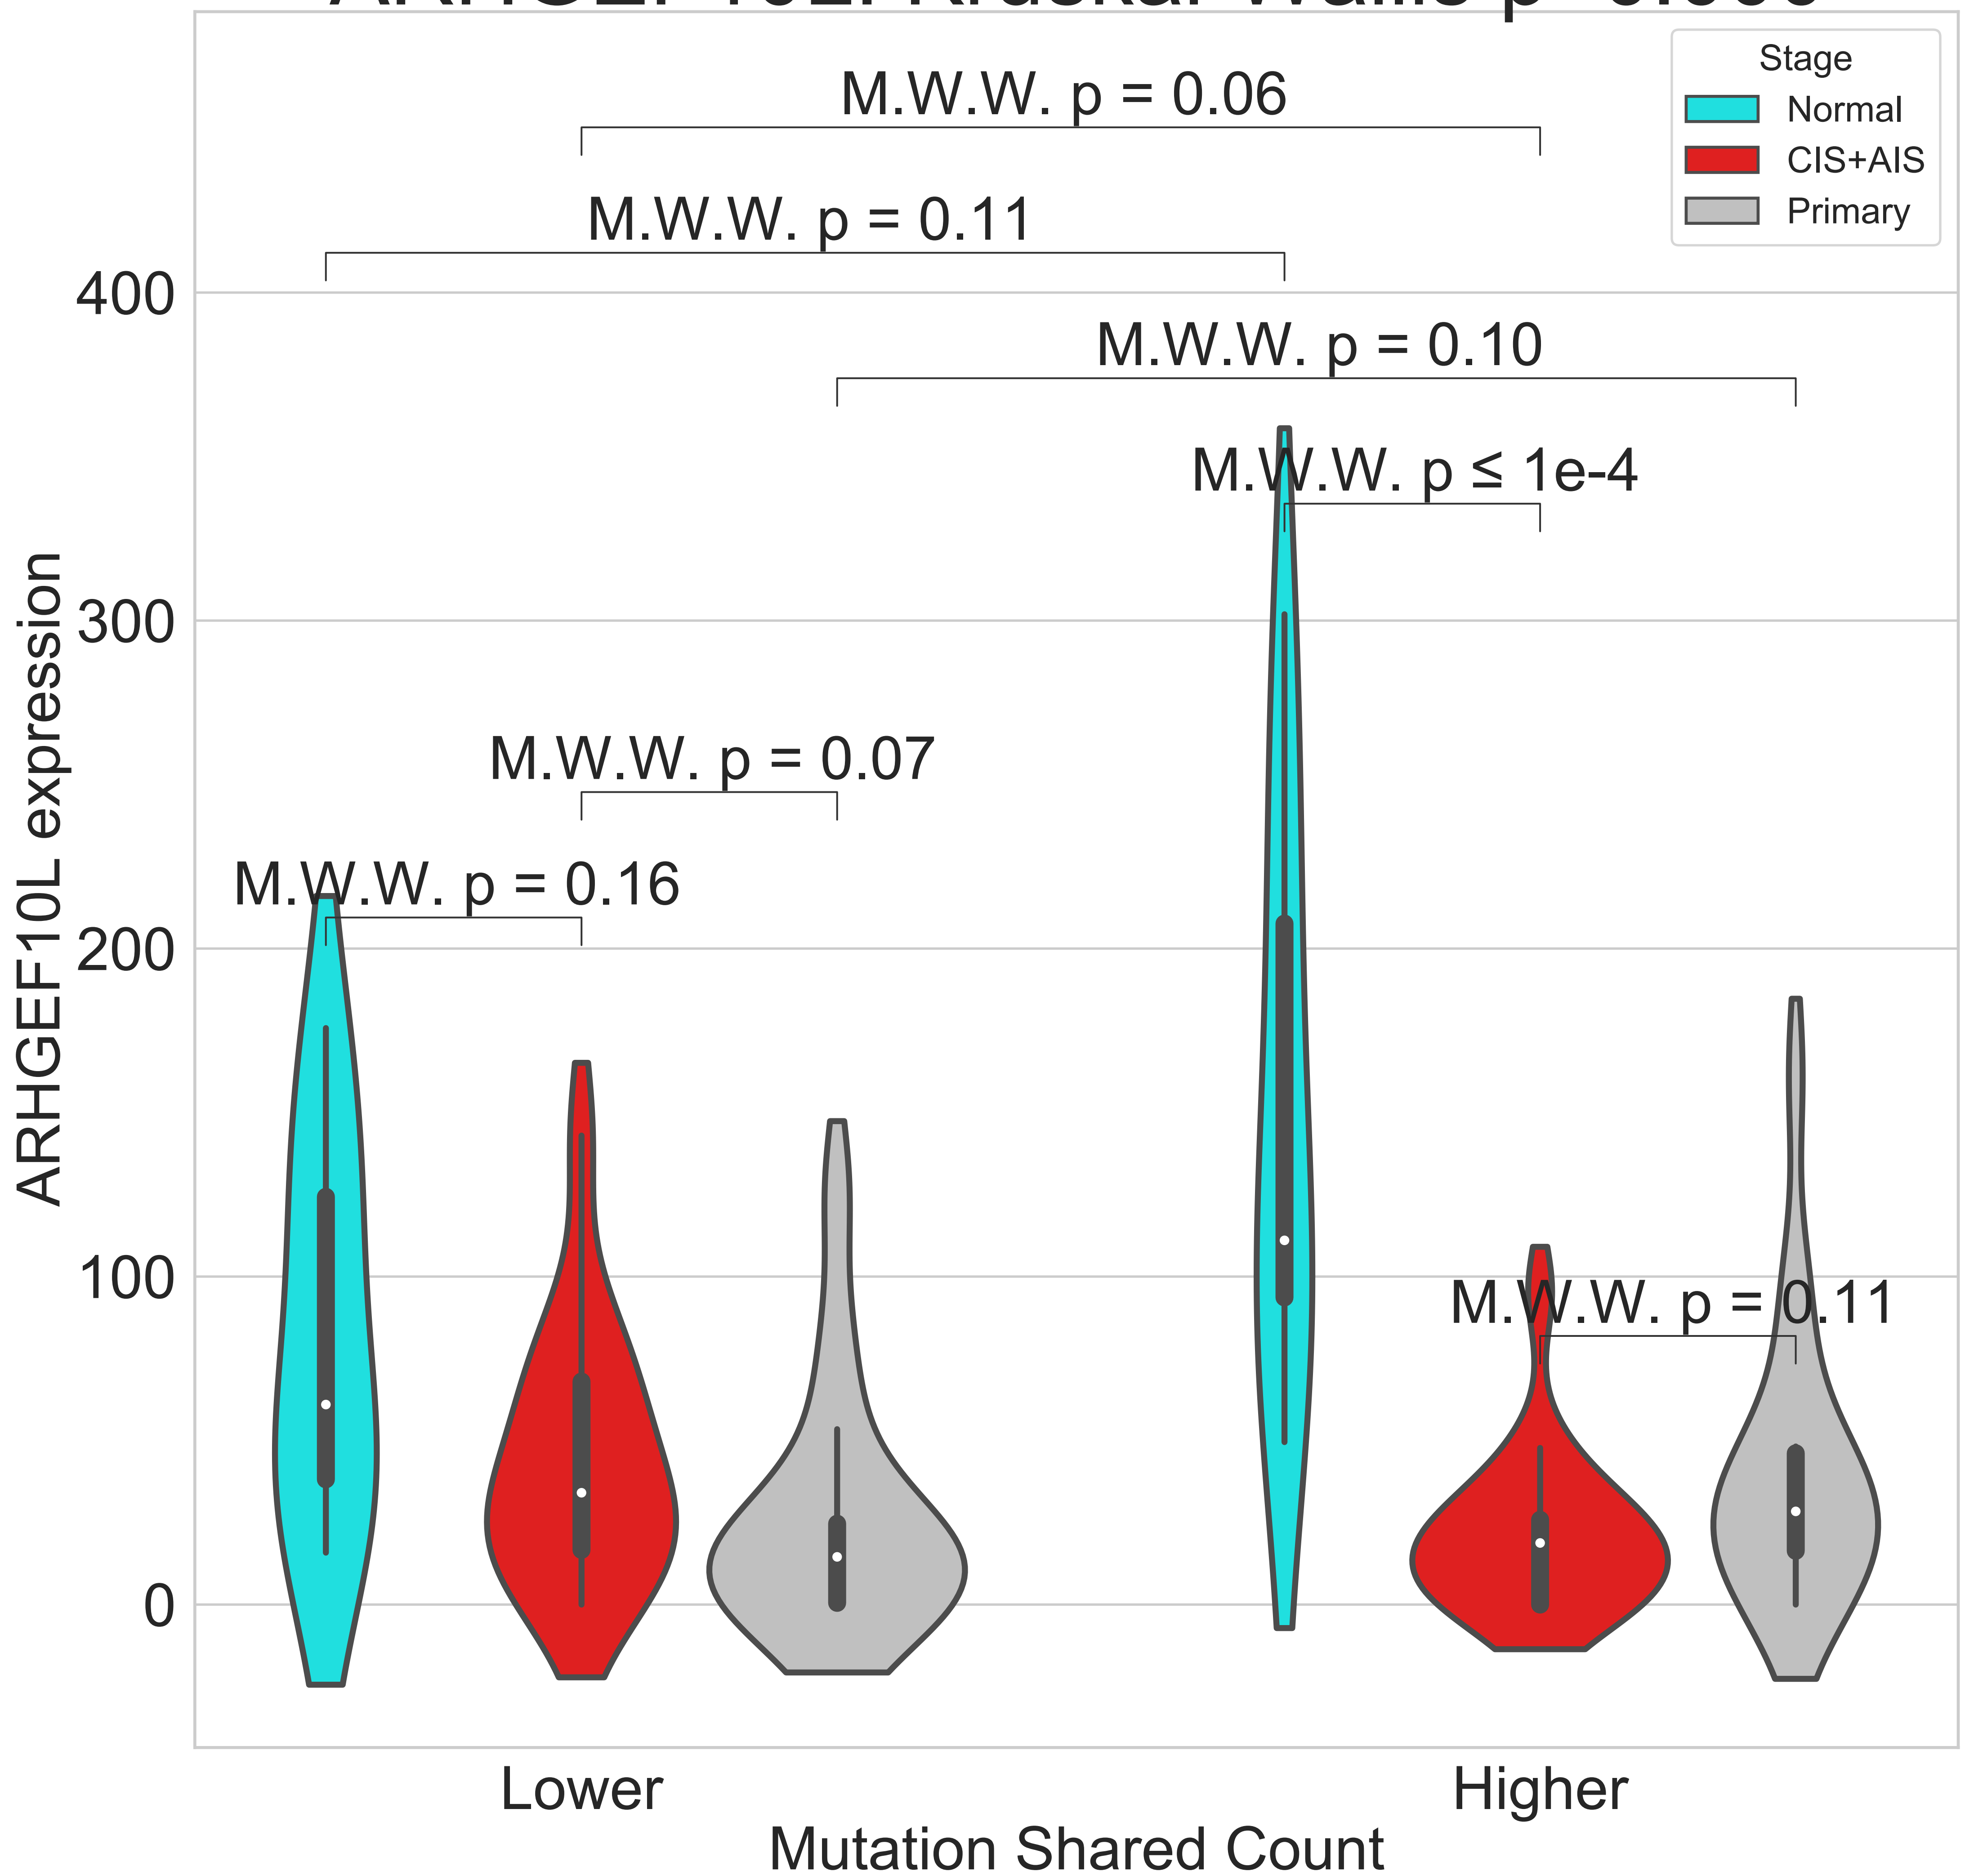 Stage
Normal
CIS+AIS
Primary
M.W.W. p = 0.06
M.W.W. p = 0.11
M.W.W. p = 0.10
M.W.W. p ≤ 1e-4
M.W.W. p = 0.07
M.W.W. p = 0.16
M.W.W. p = 0.11
ARHGEF10L expression
400
300
200
100
0
Lower
Higher
Mutation Shared Count